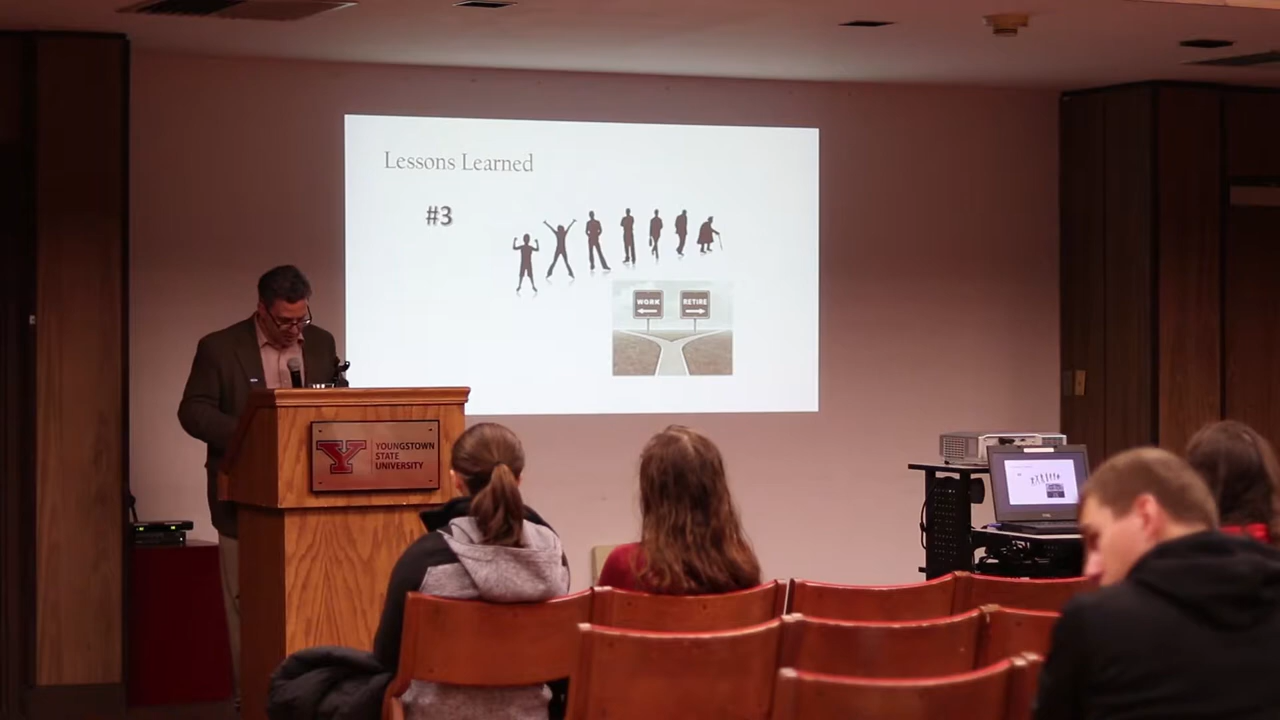 Lessons Learned
#3
WORK
RETIRE
Y
YOUNGSTOWN
STATE
UNIVERSITY